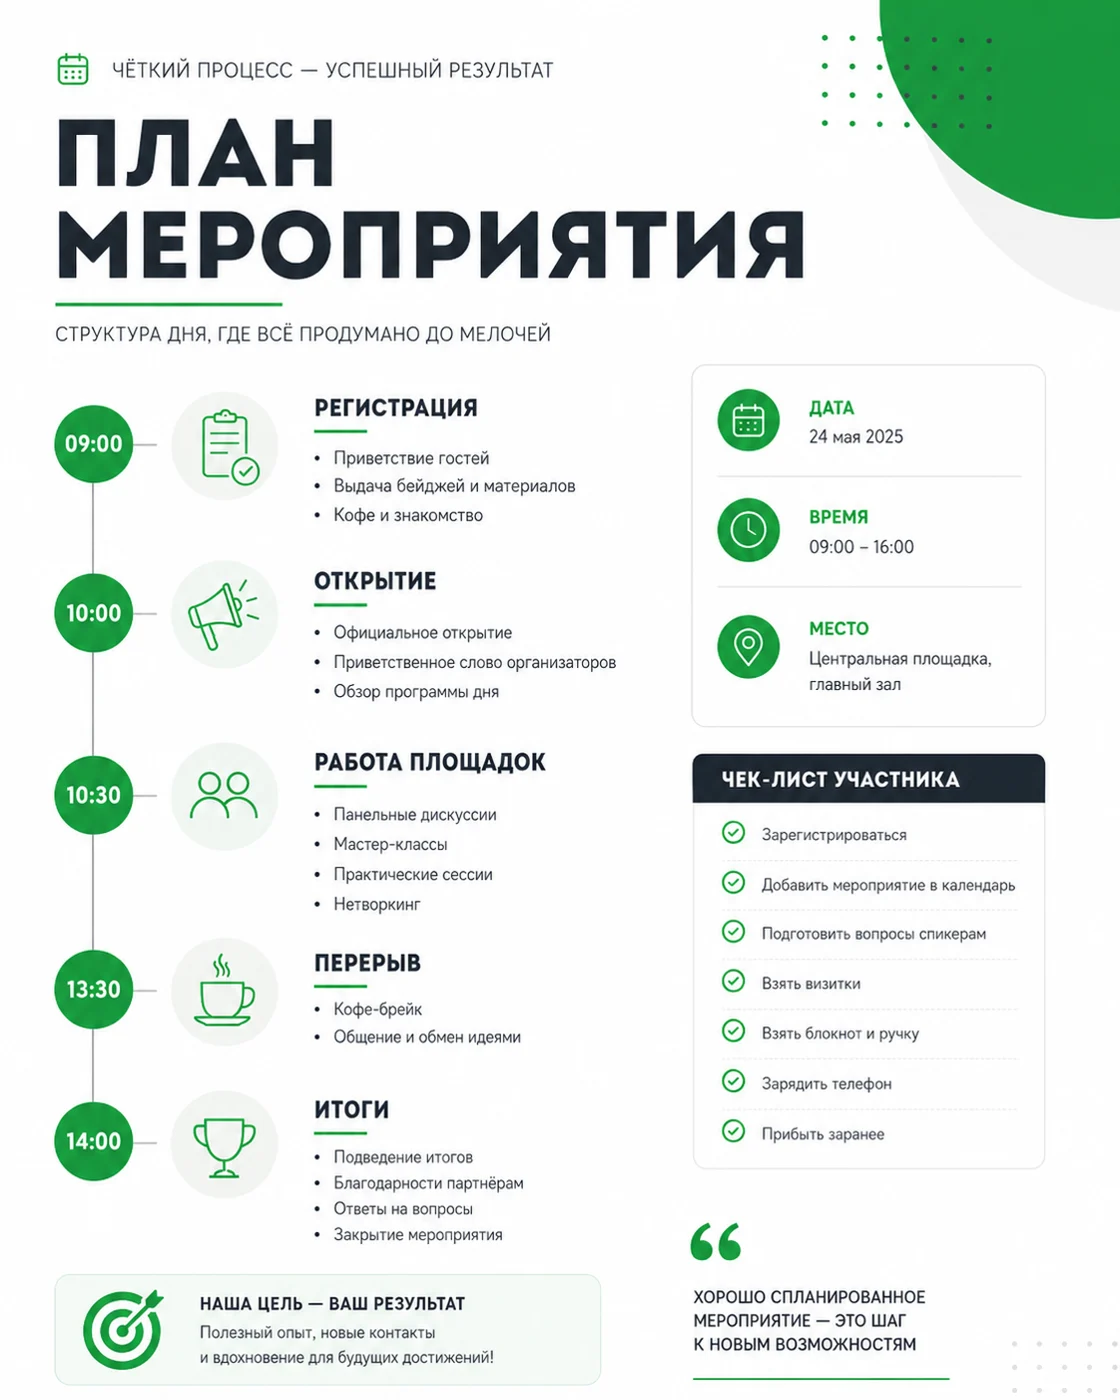 ЧЁТКИЙ ПРОЦЕСС — УСПЕШНЫЙ РЕЗУЛЬТАТ
ПЛАН
МЕРОПРИЯТИЯ
СТРУКТУРА ДНЯ, ГДЕ ВСЁ ПРОДУМАНО ДО МЕЛОЧЕЙ
09:00
РЕГИСТРАЦИЯ
• Приветствие гостей
• Выдача бейджей и материалов
• Кофе и знакомство
10:00
ОТКРЫТИЕ
• Официальное открытие
• Приветственное слово организаторов
• Обзор программы дня
10:30
РАБОТА ПЛОЩАДОК
• Панельные дискуссии
• Мастер-классы
• Практические сессии
• Нетворкинг
13:30
ПЕРЕРЫВ
• Кофе-брейк
• Общение и обмен идеями
14:00
ИТОГИ
• Подведение итогов
• Благодарности партнёрам
• Ответы на вопросы
• Закрытие мероприятия
НАША ЦЕЛЬ — ВАШ РЕЗУЛЬТАТ
Полезный опыт, новые контакты
и вдохновение для будущих достижений!
ДАТА
24 мая 2025
ВРЕМЯ
09:00 – 16:00
МЕСТО
Центральная площадка,
главный зал
ЧЕК-ЛИСТ УЧАСТНИКА
Зарегистрироваться
Добавить мероприятие в календарь
Подготовить вопросы спикерам
Взять визитки
Взять блокнот и ручку
Зарядить телефон
Прибыть заранее
“
ХОРОШО СПЛАНИРОВАННОЕ
МЕРОПРИЯТИЕ — ЭТО ШАГ
К НОВЫМ ВОЗМОЖНОСТЯМ